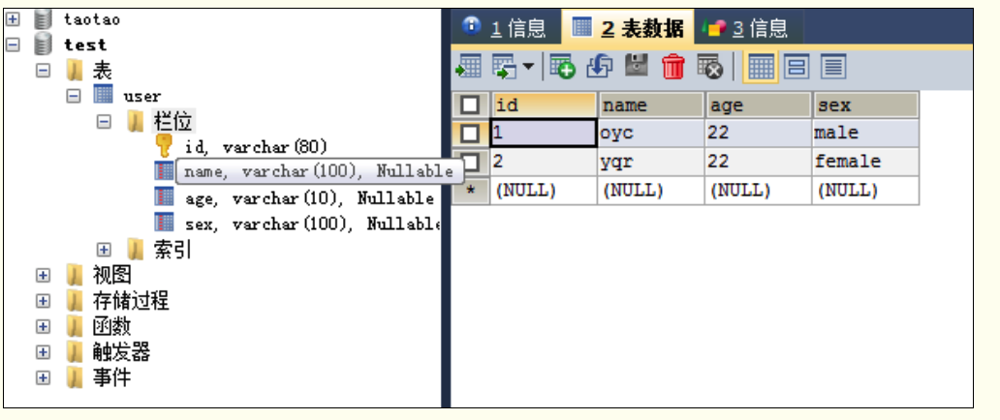 taotao
test
表
user
栏位
id, varchar(80)
name, varchar(100), Nullable
age, varchar(10), Nullable
sex, varchar(100), Nullable
索引
视图
存储过程
函数
触发器
事件
1 信息 2 表数据 3 信息
id name age sex
1 oyc 22 male
2 yqr 22 female
* (NULL) (NULL) (NULL) (NULL)